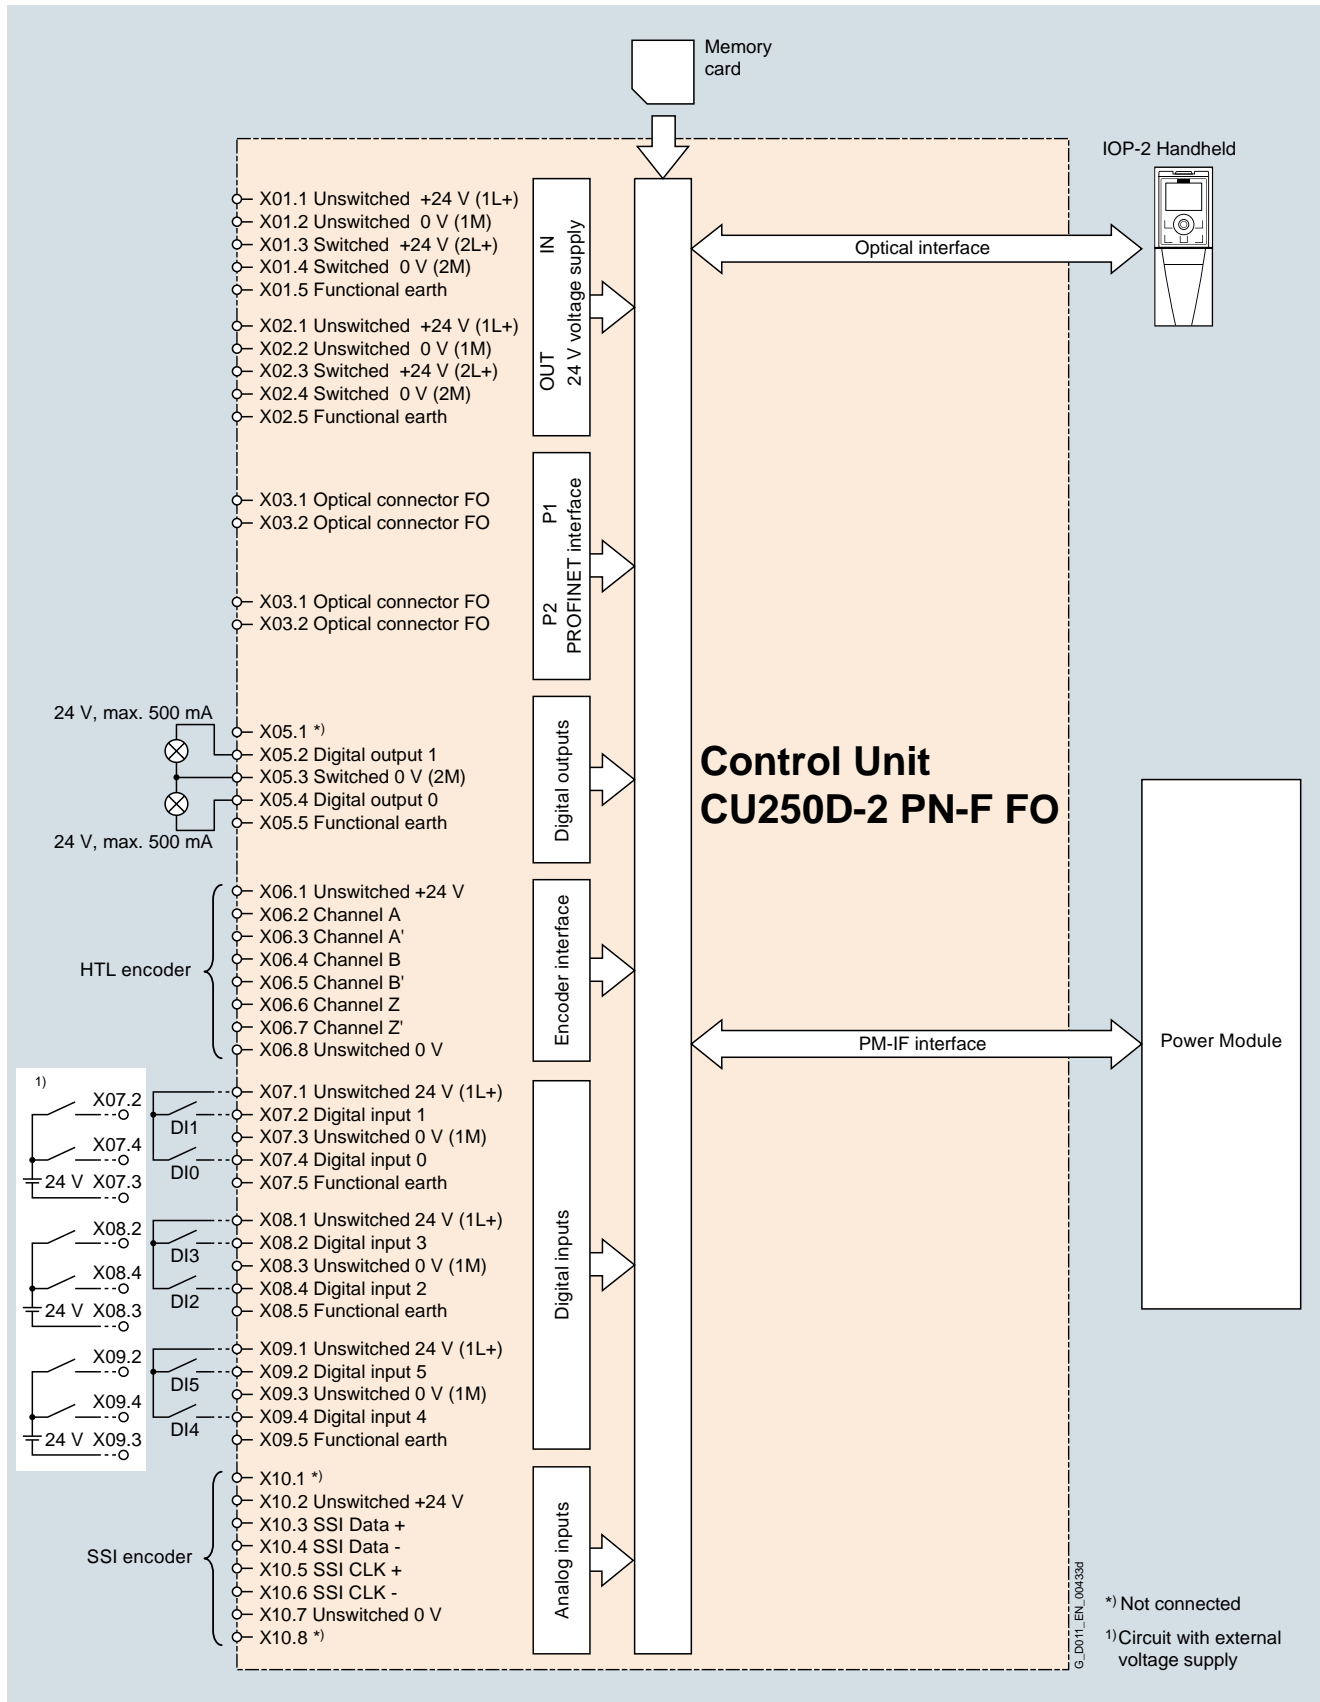 Memory
card
IOP-2 Handheld
X01.1 Unswitched +24 V (1L+)
X01.2 Unswitched 0 V (1M)
X01.3 Switched +24 V (2L+)
X01.4 Switched 0 V (2M)
X01.5 Functional earth
X02.1 Unswitched +24 V (1L+)
X02.2 Unswitched 0 V (1M)
X02.3 Switched +24 V (2L+)
X02.4 Switched 0 V (2M)
X02.5 Functional earth
IN
OUT
24 V voltage supply
Optical interface
X03.1 Optical connector FO
X03.2 Optical connector FO
X03.1 Optical connector FO
X03.2 Optical connector FO
P1
P2
PROFINET interface
24 V, max. 500 mA
24 V, max. 500 mA
X05.1 *)
X05.2 Digital output 1
X05.3 Switched 0 V (2M)
X05.4 Digital output 0
X05.5 Functional earth
Digital outputs
Control Unit
CU250D-2 PN-F FO
HTL encoder
X06.1 Unswitched +24 V
X06.2 Channel A
X06.3 Channel A'
X06.4 Channel B
X06.5 Channel B'
X06.6 Channel Z
X06.7 Channel Z'
X06.8 Unswitched 0 V
Encoder interface
PM-IF interface
Power Module
1)
X07.2
X07.4
24 V X07.3
DI1
DI0
X07.1 Unswitched 24 V (1L+)
X07.2 Digital input 1
X07.3 Unswitched 0 V (1M)
X07.4 Digital input 0
X07.5 Functional earth
X08.2
X08.4
24 V X08.3
DI3
DI2
X08.1 Unswitched 24 V (1L+)
X08.2 Digital input 3
X08.3 Unswitched 0 V (1M)
X08.4 Digital input 2
X08.5 Functional earth
Digital inputs
X09.2
X09.4
24 V X09.3
DI5
DI4
X09.1 Unswitched 24 V (1L+)
X09.2 Digital input 5
X09.3 Unswitched 0 V (1M)
X09.4 Digital input 4
X09.5 Functional earth
SSI encoder
X10.1 *)
X10.2 Unswitched +24 V
X10.3 SSI Data +
X10.4 SSI Data -
X10.5 SSI CLK +
X10.6 SSI CLK -
X10.7 Unswitched 0 V
X10.8 *)
Analog inputs
G_D011_EN_00433d
*) Not connected
1) Circuit with external
voltage supply